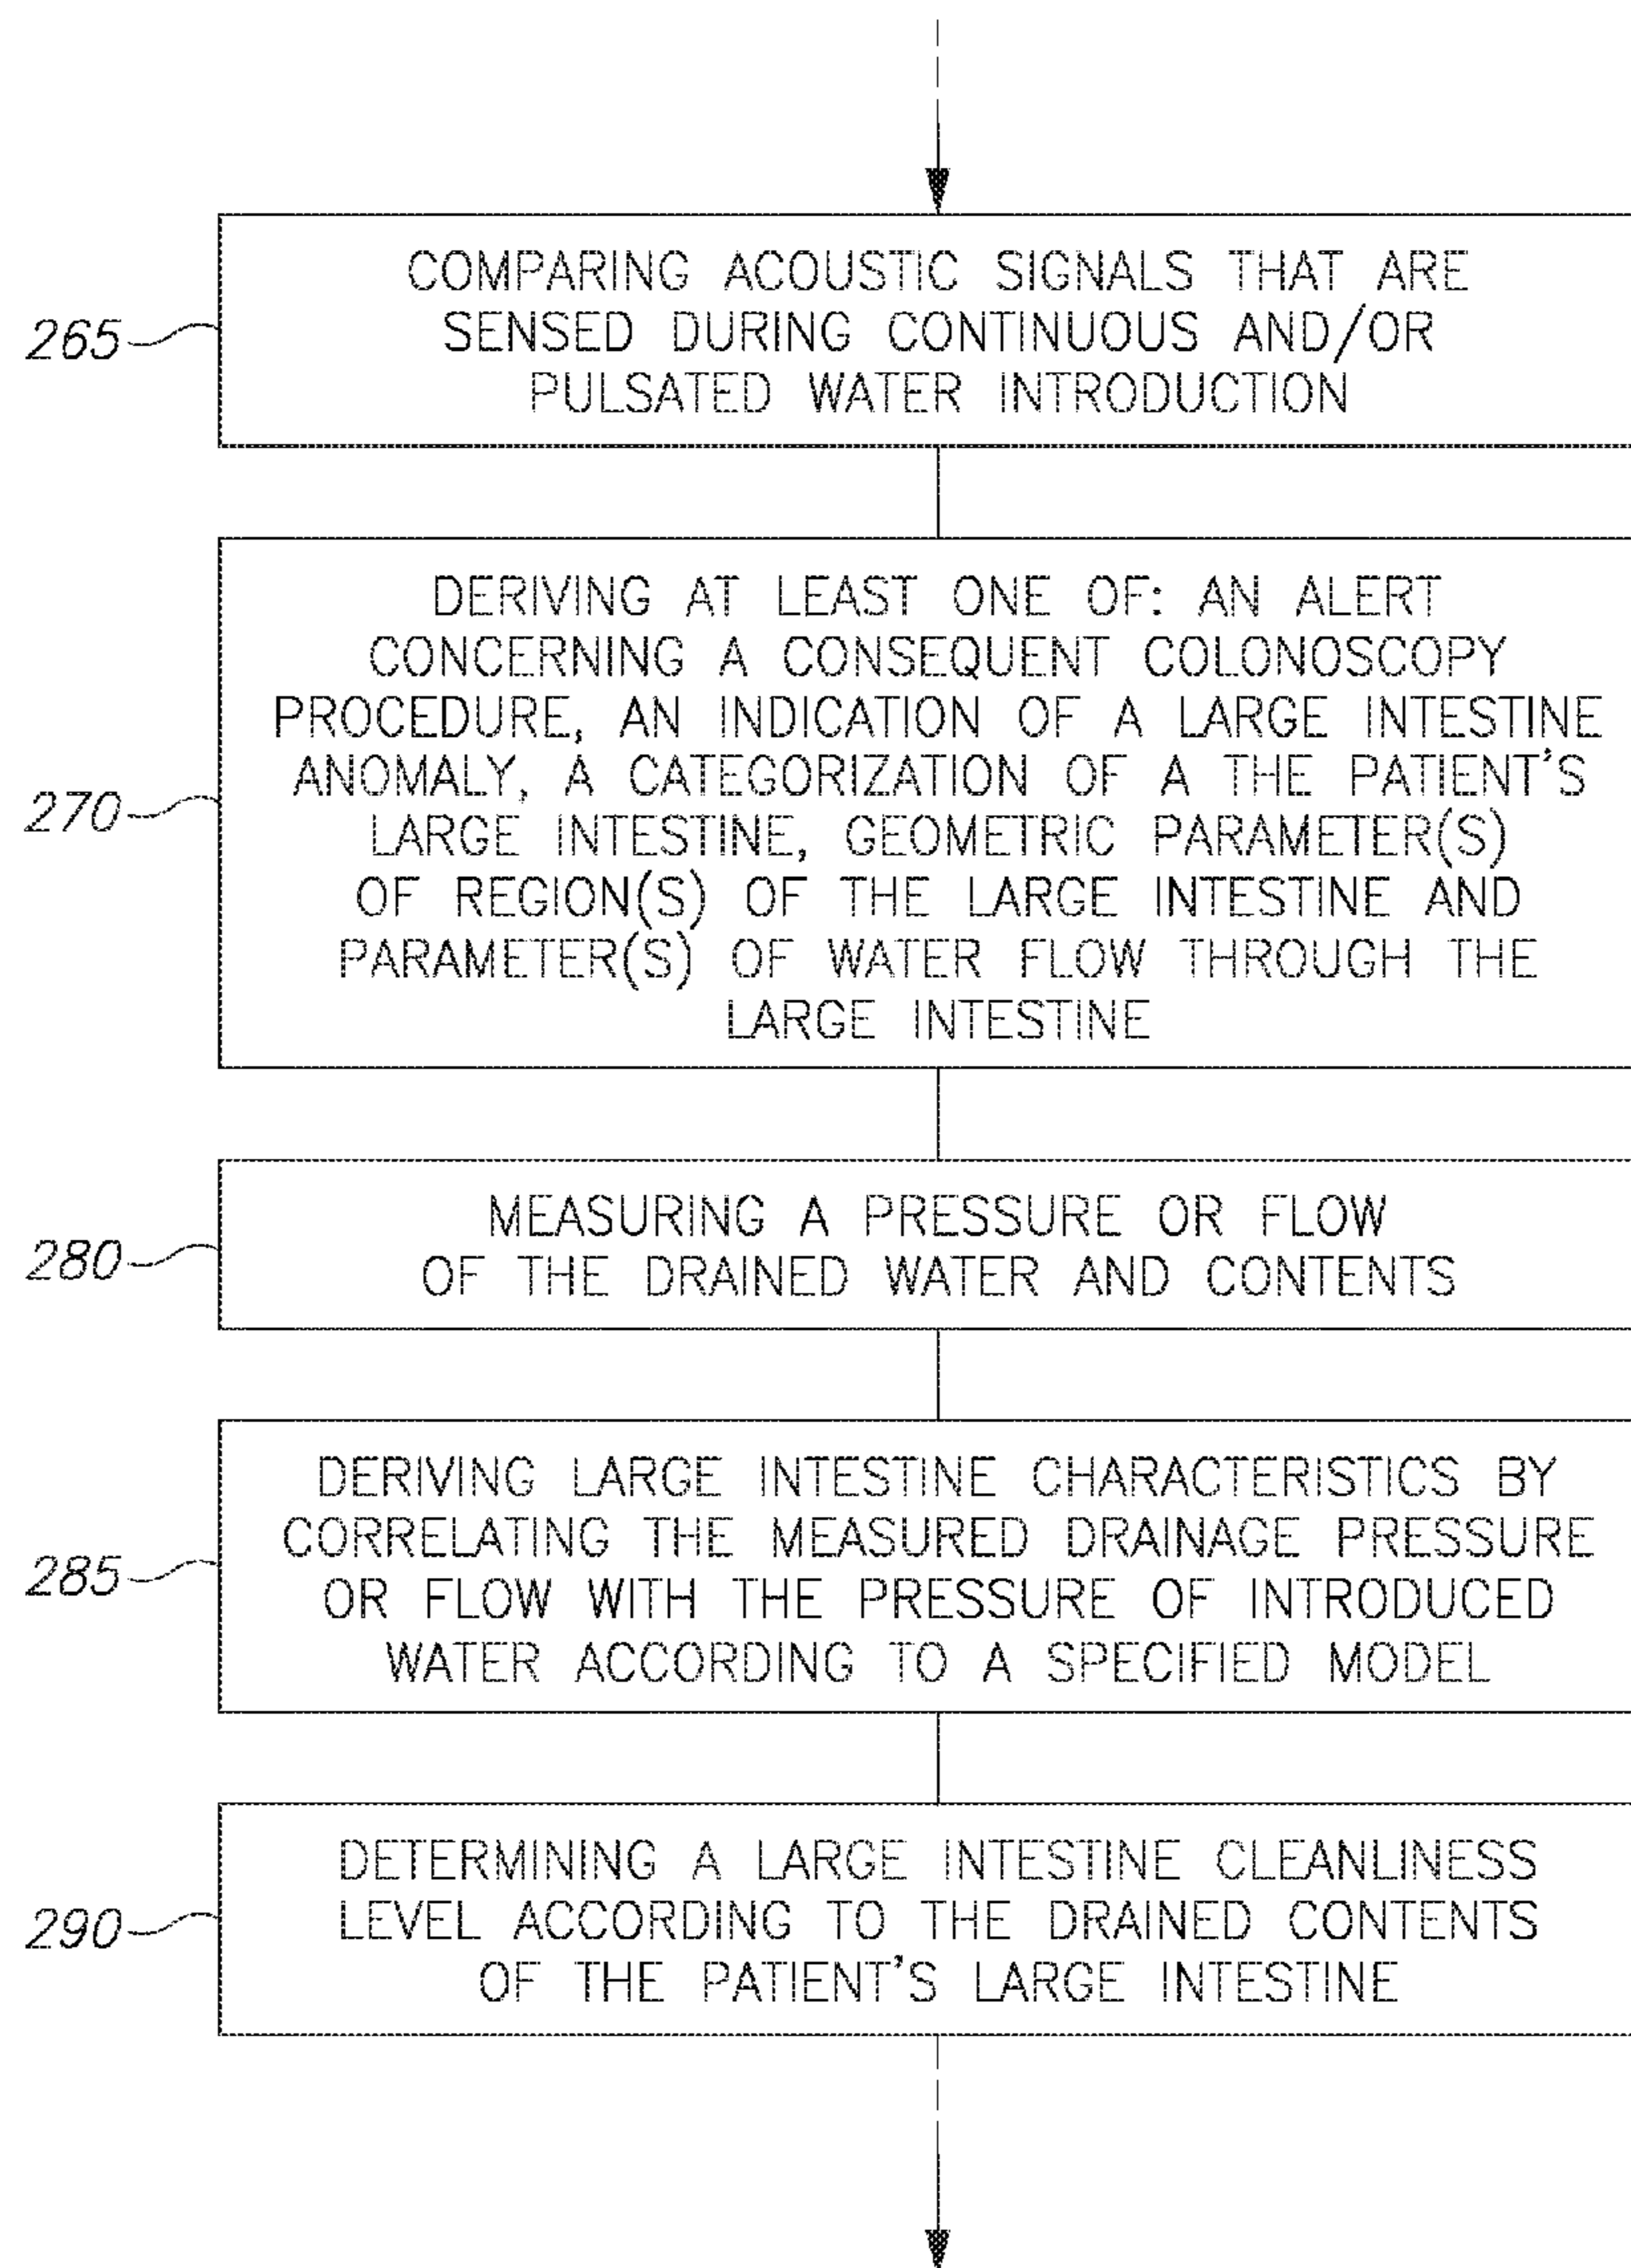 265
COMPARING ACOUSTIC SIGNALS THAT ARE
SENSED DURING CONTINUOUS AND/OR
PULSATED WATER INTRODUCTION
270
DERIVING AT LEAST ONE OF: AN ALERT
CONCERNING A CONSEQUENT COLONOSCOPY
PROCEDURE, AN INDICATION OF A LARGE INTESTINE
ANOMALY, A CATEGORIZATION OF A THE PATIENT'S
LARGE INTESTINE, GEOMETRIC PARAMETER(S)
OF REGION(S) OF THE LARGE INTESTINE AND
PARAMETER(S) OF WATER FLOW THROUGH THE
LARGE INTESTINE
280
MEASURING A PRESSURE OR FLOW
OF THE DRAINED WATER AND CONTENTS
285
DERIVING LARGE INTESTINE CHARACTERISTICS BY
CORRELATING THE MEASURED DRAINAGE PRESSURE
OR FLOW WITH THE PRESSURE OF INTRODUCED
WATER ACCORDING TO A SPECIFIED MODEL
290
DETERMINING A LARGE INTESTINE CLEANLINESS
LEVEL ACCORDING TO THE DRAINED CONTENTS
OF THE PATIENT'S LARGE INTESTINE